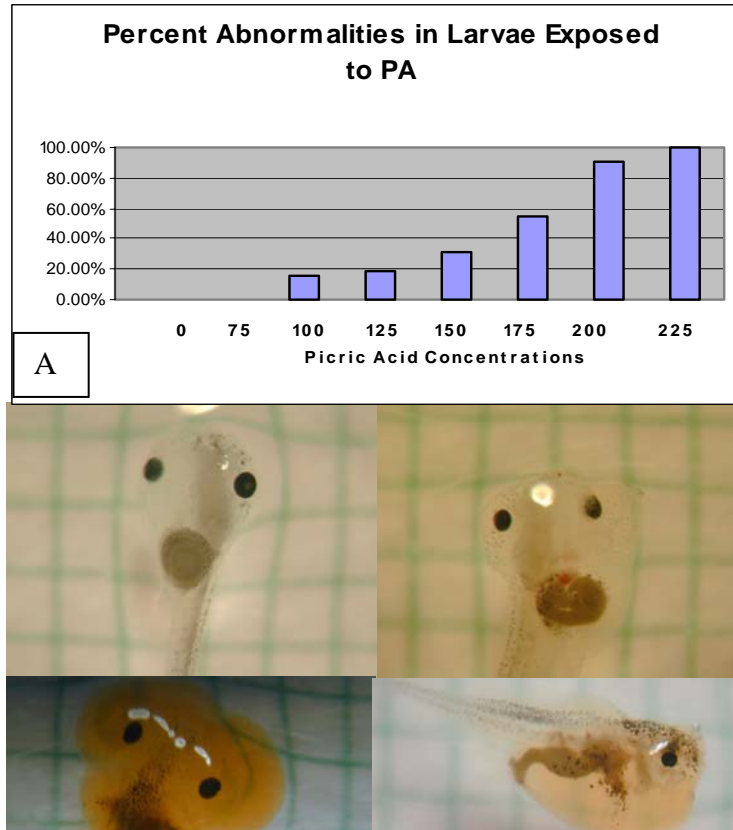 Percent Abnormalities in Larvae Exposed
to PA
100.00%
80.00%
60.00%
40.00%
20.00%
0.00%
0 75 100 125 150 175 200 225
Picric Acid Concentrations
A